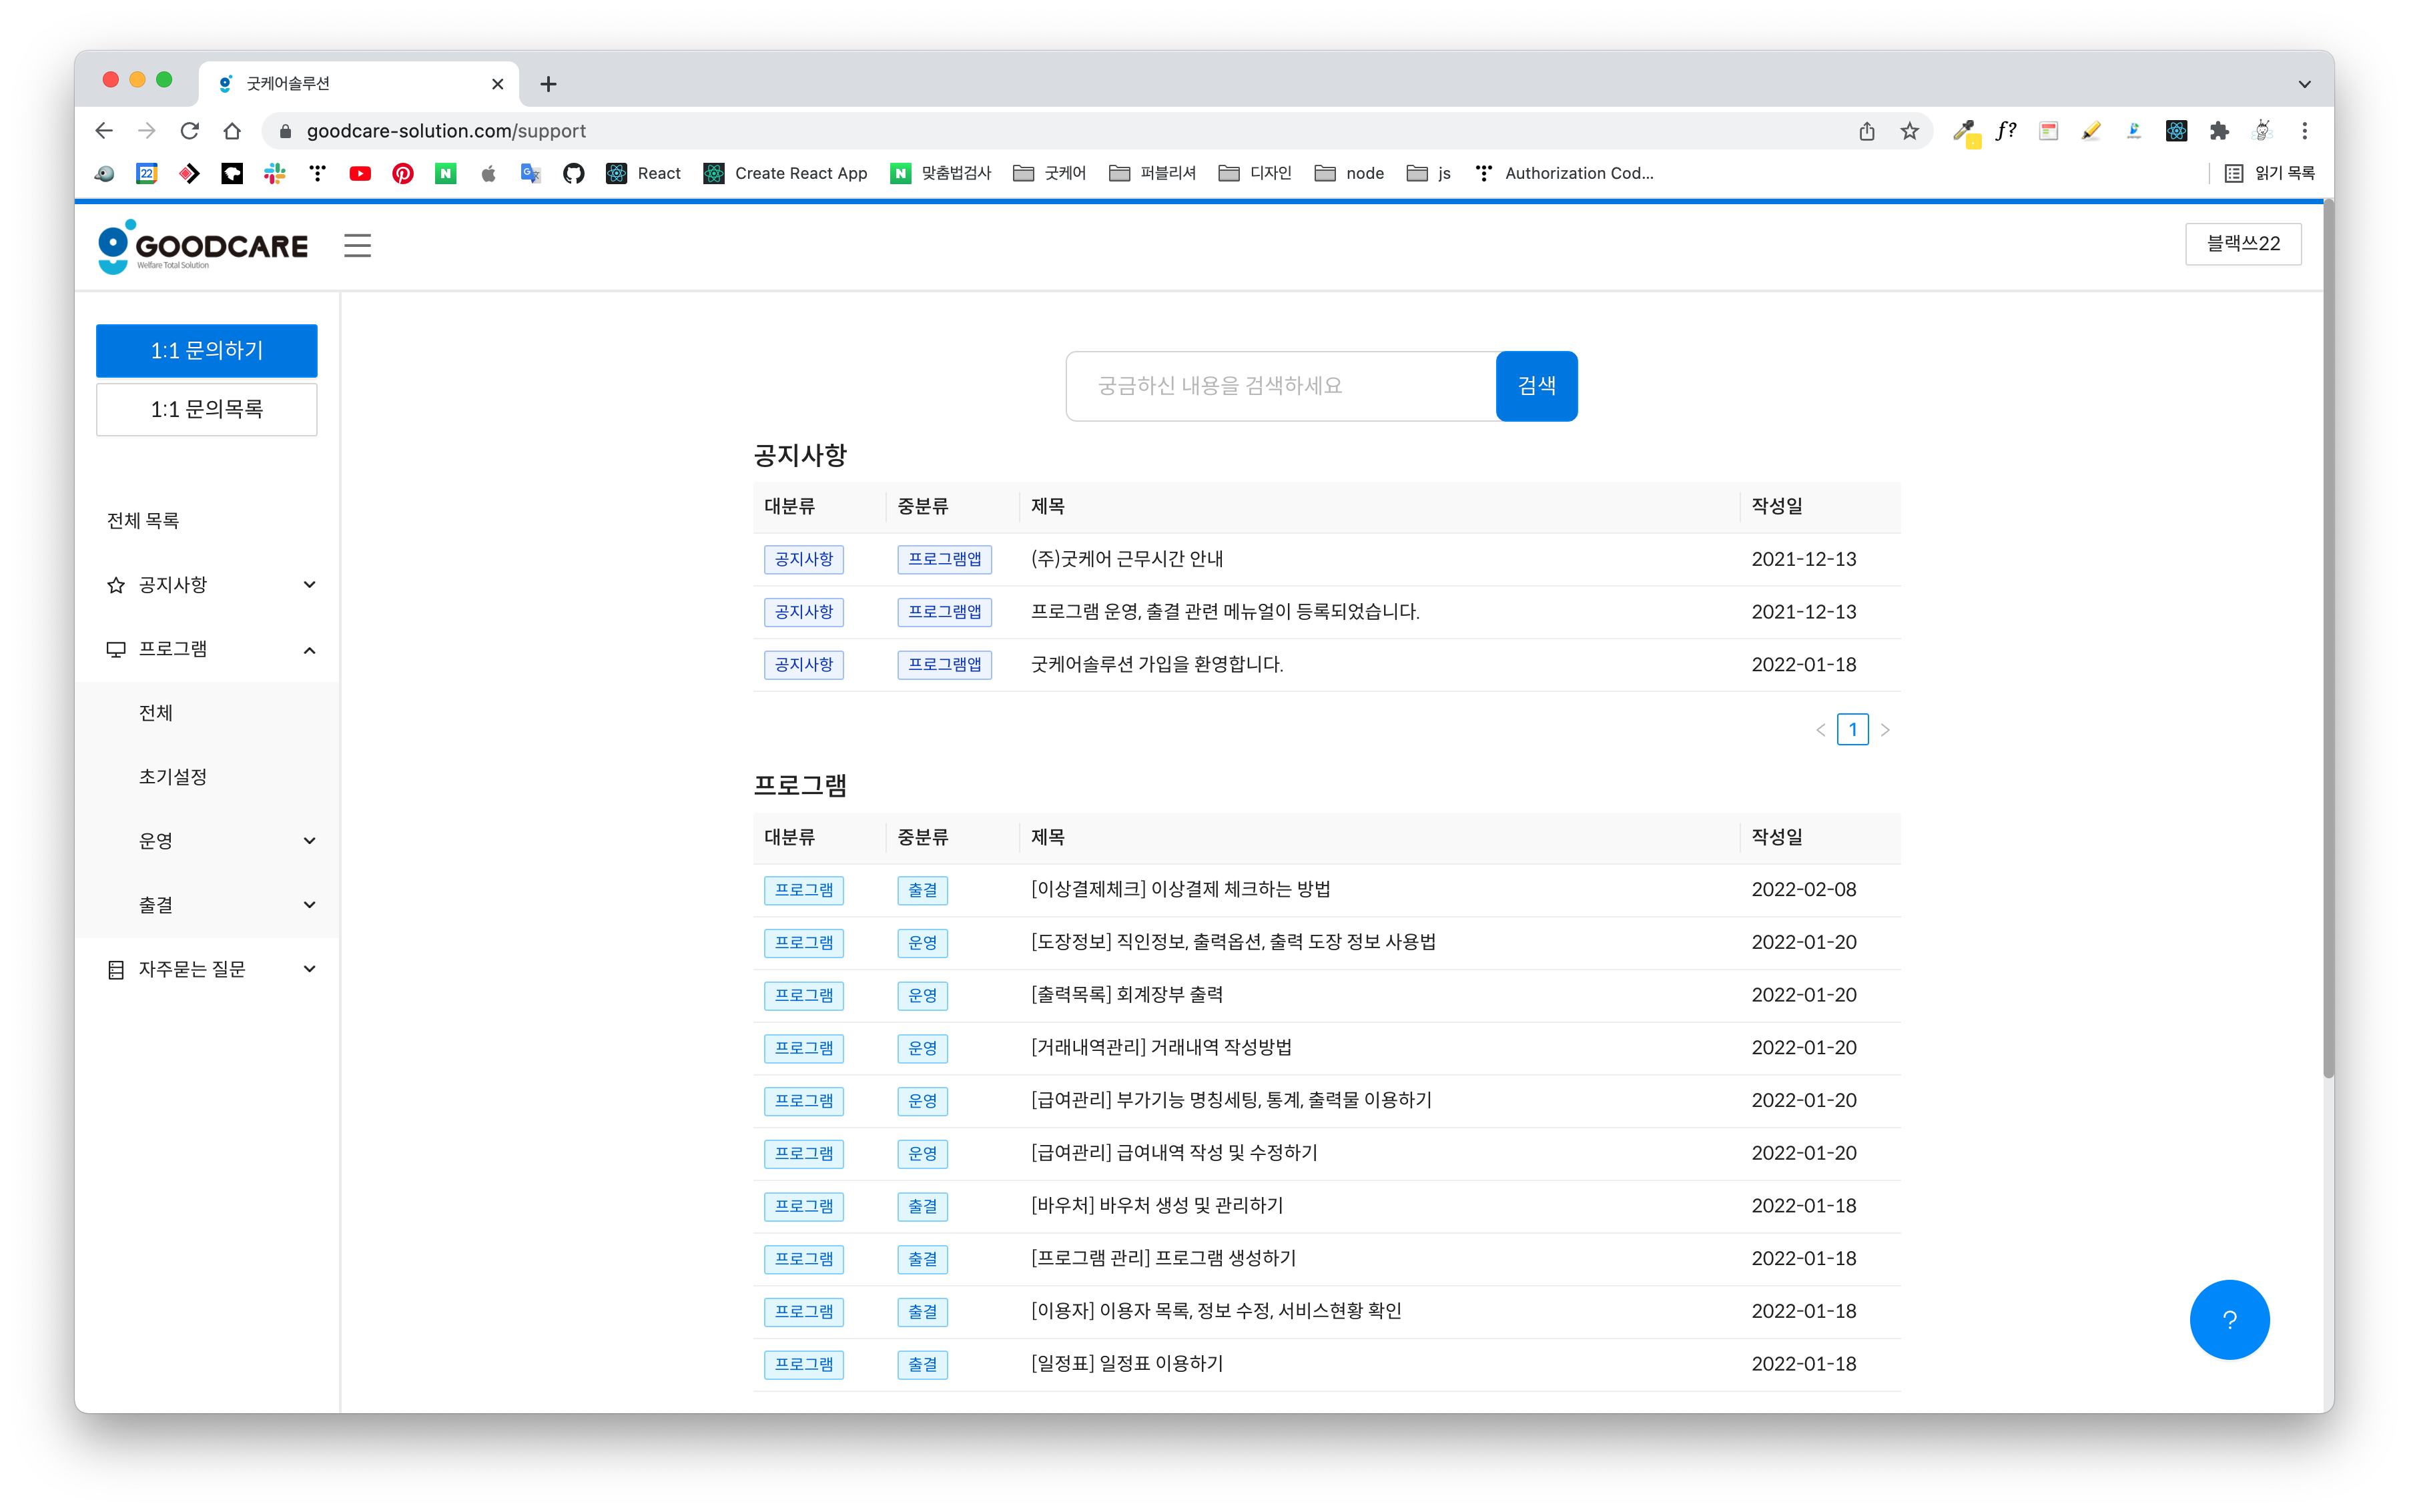 굿케어솔루션
goodcare-solution.com/support
f?
22
React
Create React App
N 맞춤법검사
굿케어
퍼블리셔
디자인
node
js
Authorization Cod...
읽기 목록
GOODCARE
Welfare Total Solution
블랙쓰22
1:1 문의하기
1:1 문의목록
전체 목록
공지사항
프로그램
전체
초기설정
운영
출결
자주묻는 질문
궁금하신 내용을 검색하세요 검색
공지사항
대분류 중분류 제목 작성일
공지사항 프로그램앱 (주)굿케어 근무시간 안내 2021-12-13
공지사항 프로그램앱 프로그램 운영, 출결 관련 메뉴얼이 등록되었습니다. 2021-12-13
공지사항 프로그램앱 굿케어솔루션 가입을 환영합니다. 2022-01-18
< 1 >
프로그램
대분류 중분류 제목 작성일
프로그램 출결 [이상결제체크] 이상결제 체크하는 방법 2022-02-08
프로그램 운영 [도장정보] 직인정보, 출력옵션, 출력 도장 정보 사용법 2022-01-20
프로그램 운영 [출력목록] 회계장부 출력 2022-01-20
프로그램 운영 [거래내역관리] 거래내역 작성방법 2022-01-20
프로그램 운영 [급여관리] 부가기능 명칭세팅, 통계, 출력물 이용하기 2022-01-20
프로그램 운영 [급여관리] 급여내역 작성 및 수정하기 2022-01-20
프로그램 출결 [바우처] 바우처 생성 및 관리하기 2022-01-18
프로그램 출결 [프로그램 관리] 프로그램 생성하기 2022-01-18
프로그램 출결 [이용자] 이용자 목록, 정보 수정, 서비스현황 확인 2022-01-18
프로그램 출결 [일정표] 일정표 이용하기 2022-01-18
?